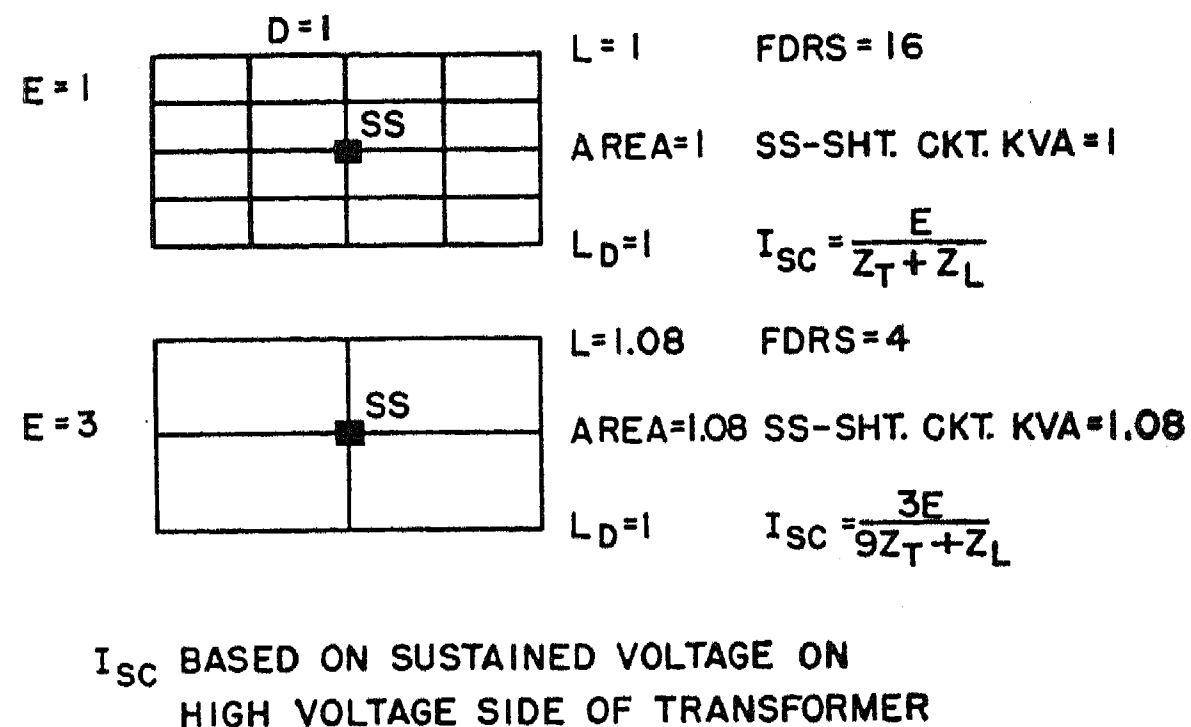 D = 1
L = 1 FDRS = 16
E = 1
SS
AREA = 1 SS-SHT. CKT. KVA = 1
L_D = 1 I_SC = E / (Z_T + Z_L)
L = 1.08 FDRS = 4
SS
E = 3
AREA = 1.08 SS-SHT. CKT. KVA = 1.08
L_D = 1 I_SC = 3E / (9Z_T + Z_L)
I_SC BASED ON SUSTAINED VOLTAGE ON
HIGH VOLTAGE SIDE OF TRANSFORMER